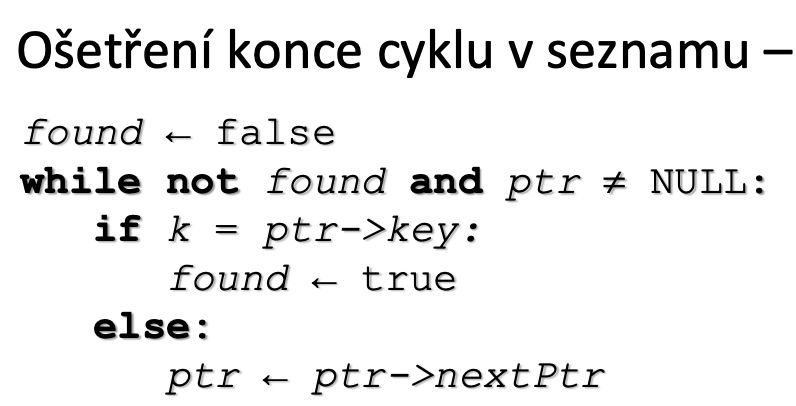 Ošetření konce cyklu v seznamu –
found ← false
while not found and ptr ≠ NULL:
if k = ptr->key:
found ← true
else:
ptr ← ptr->nextPtr